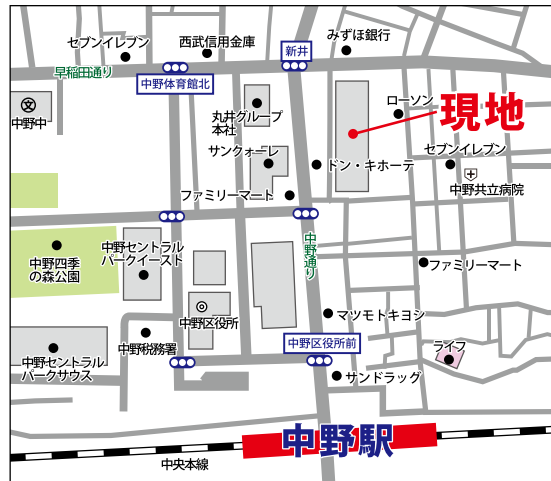 セブンイレブン
西武信用金庫
みずほ銀行
新井
早稲田通り
中野体育館北
中野中
丸井グループ
本社
ローソン
現地
サンクォーレ
ドン・キホーテ
セブンイレブン
中野共立病院
ファミリーマート
中野通り
中野四季
の森公園
中野セントラル
パークイースト
ファミリーマート
中野区役所
マツモトキヨシ
中野税務署
中野区役所前
ライフ
中野セントラル
パークサウス
サンドラッグ
中野駅
中央本線